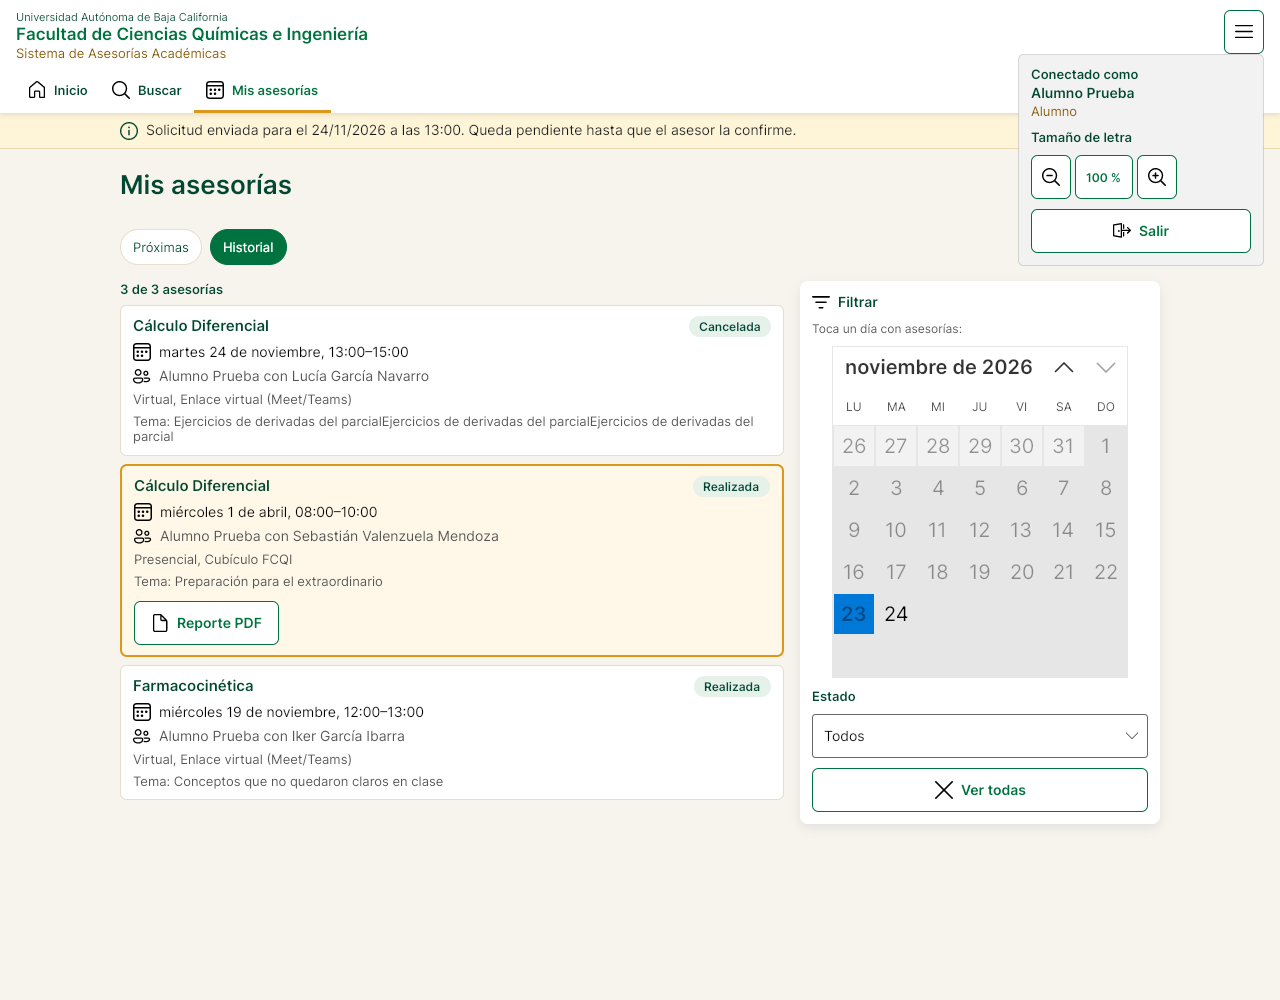 Universidad Autónoma de Baja California
Facultad de Ciencias Químicas e Ingeniería
Sistema de Asesorías Académicas
Inicio
Buscar
Mis asesorías
Conectado como
Alumno Prueba
Alumno
Tamaño de letra
100 %
Salir
Solicitud enviada para el 24/11/2026 a las 13:00. Queda pendiente hasta que el asesor la confirme.
Mis asesorías
Próximas
Historial
3 de 3 asesorías
Cálculo Diferencial
Cancelada
martes 24 de noviembre, 13:00–15:00
Alumno Prueba con Lucía García Navarro
Virtual, Enlace virtual (Meet/Teams)
Tema: Ejercicios de derivadas del parcialEjercicios de derivadas del parcialEjercicios de derivadas del
parcial
Cálculo Diferencial
Realizada
miércoles 1 de abril, 08:00–10:00
Alumno Prueba con Sebastián Valenzuela Mendoza
Presencial, Cubículo FCQI
Tema: Preparación para el extraordinario
Reporte PDF
Farmacocinética
Realizada
miércoles 19 de noviembre, 12:00–13:00
Alumno Prueba con Iker García Ibarra
Virtual, Enlace virtual (Meet/Teams)
Tema: Conceptos que no quedaron claros en clase
Filtrar
Toca un día con asesorías:
noviembre de 2026
LU MA MI JU VI SA DO
26 27 28 29 30 31 1
2 3 4 5 6 7 8
9 10 11 12 13 14 15
16 17 18 19 20 21 22
23 24
Estado
Todos
Ver todas